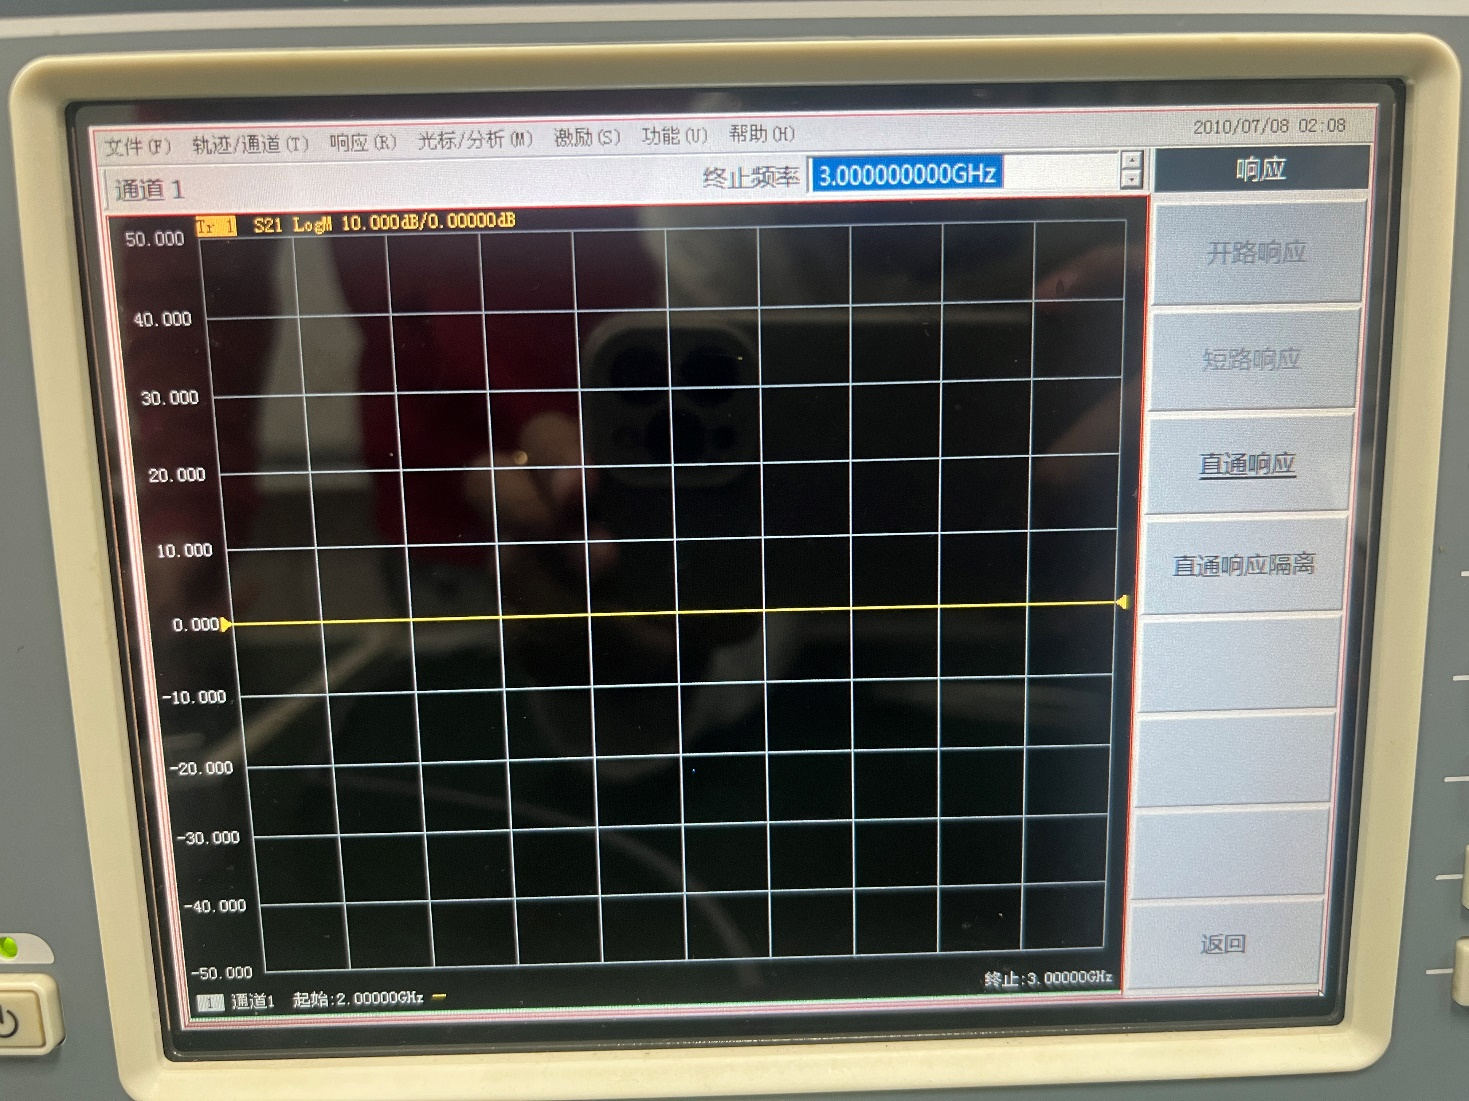 文件(F) 轨迹/通道(T) 响应(R) 光标/分析(M) 激励(S) 功能(U) 帮助(H) 2010/07/08 02:08
通道 1 终止频率 3.000000000GHz 响应
Tr 1 S21 LogM 10.000dB/0.00000dB
50.000
40.000
30.000
20.000
10.000
0.000
-10.000
-20.000
-30.000
-40.000
-50.000
通道1 起始:2.00000GHz 终止:3.00000GHz
开路响应
短路响应
直通响应
直通响应隔离
返回